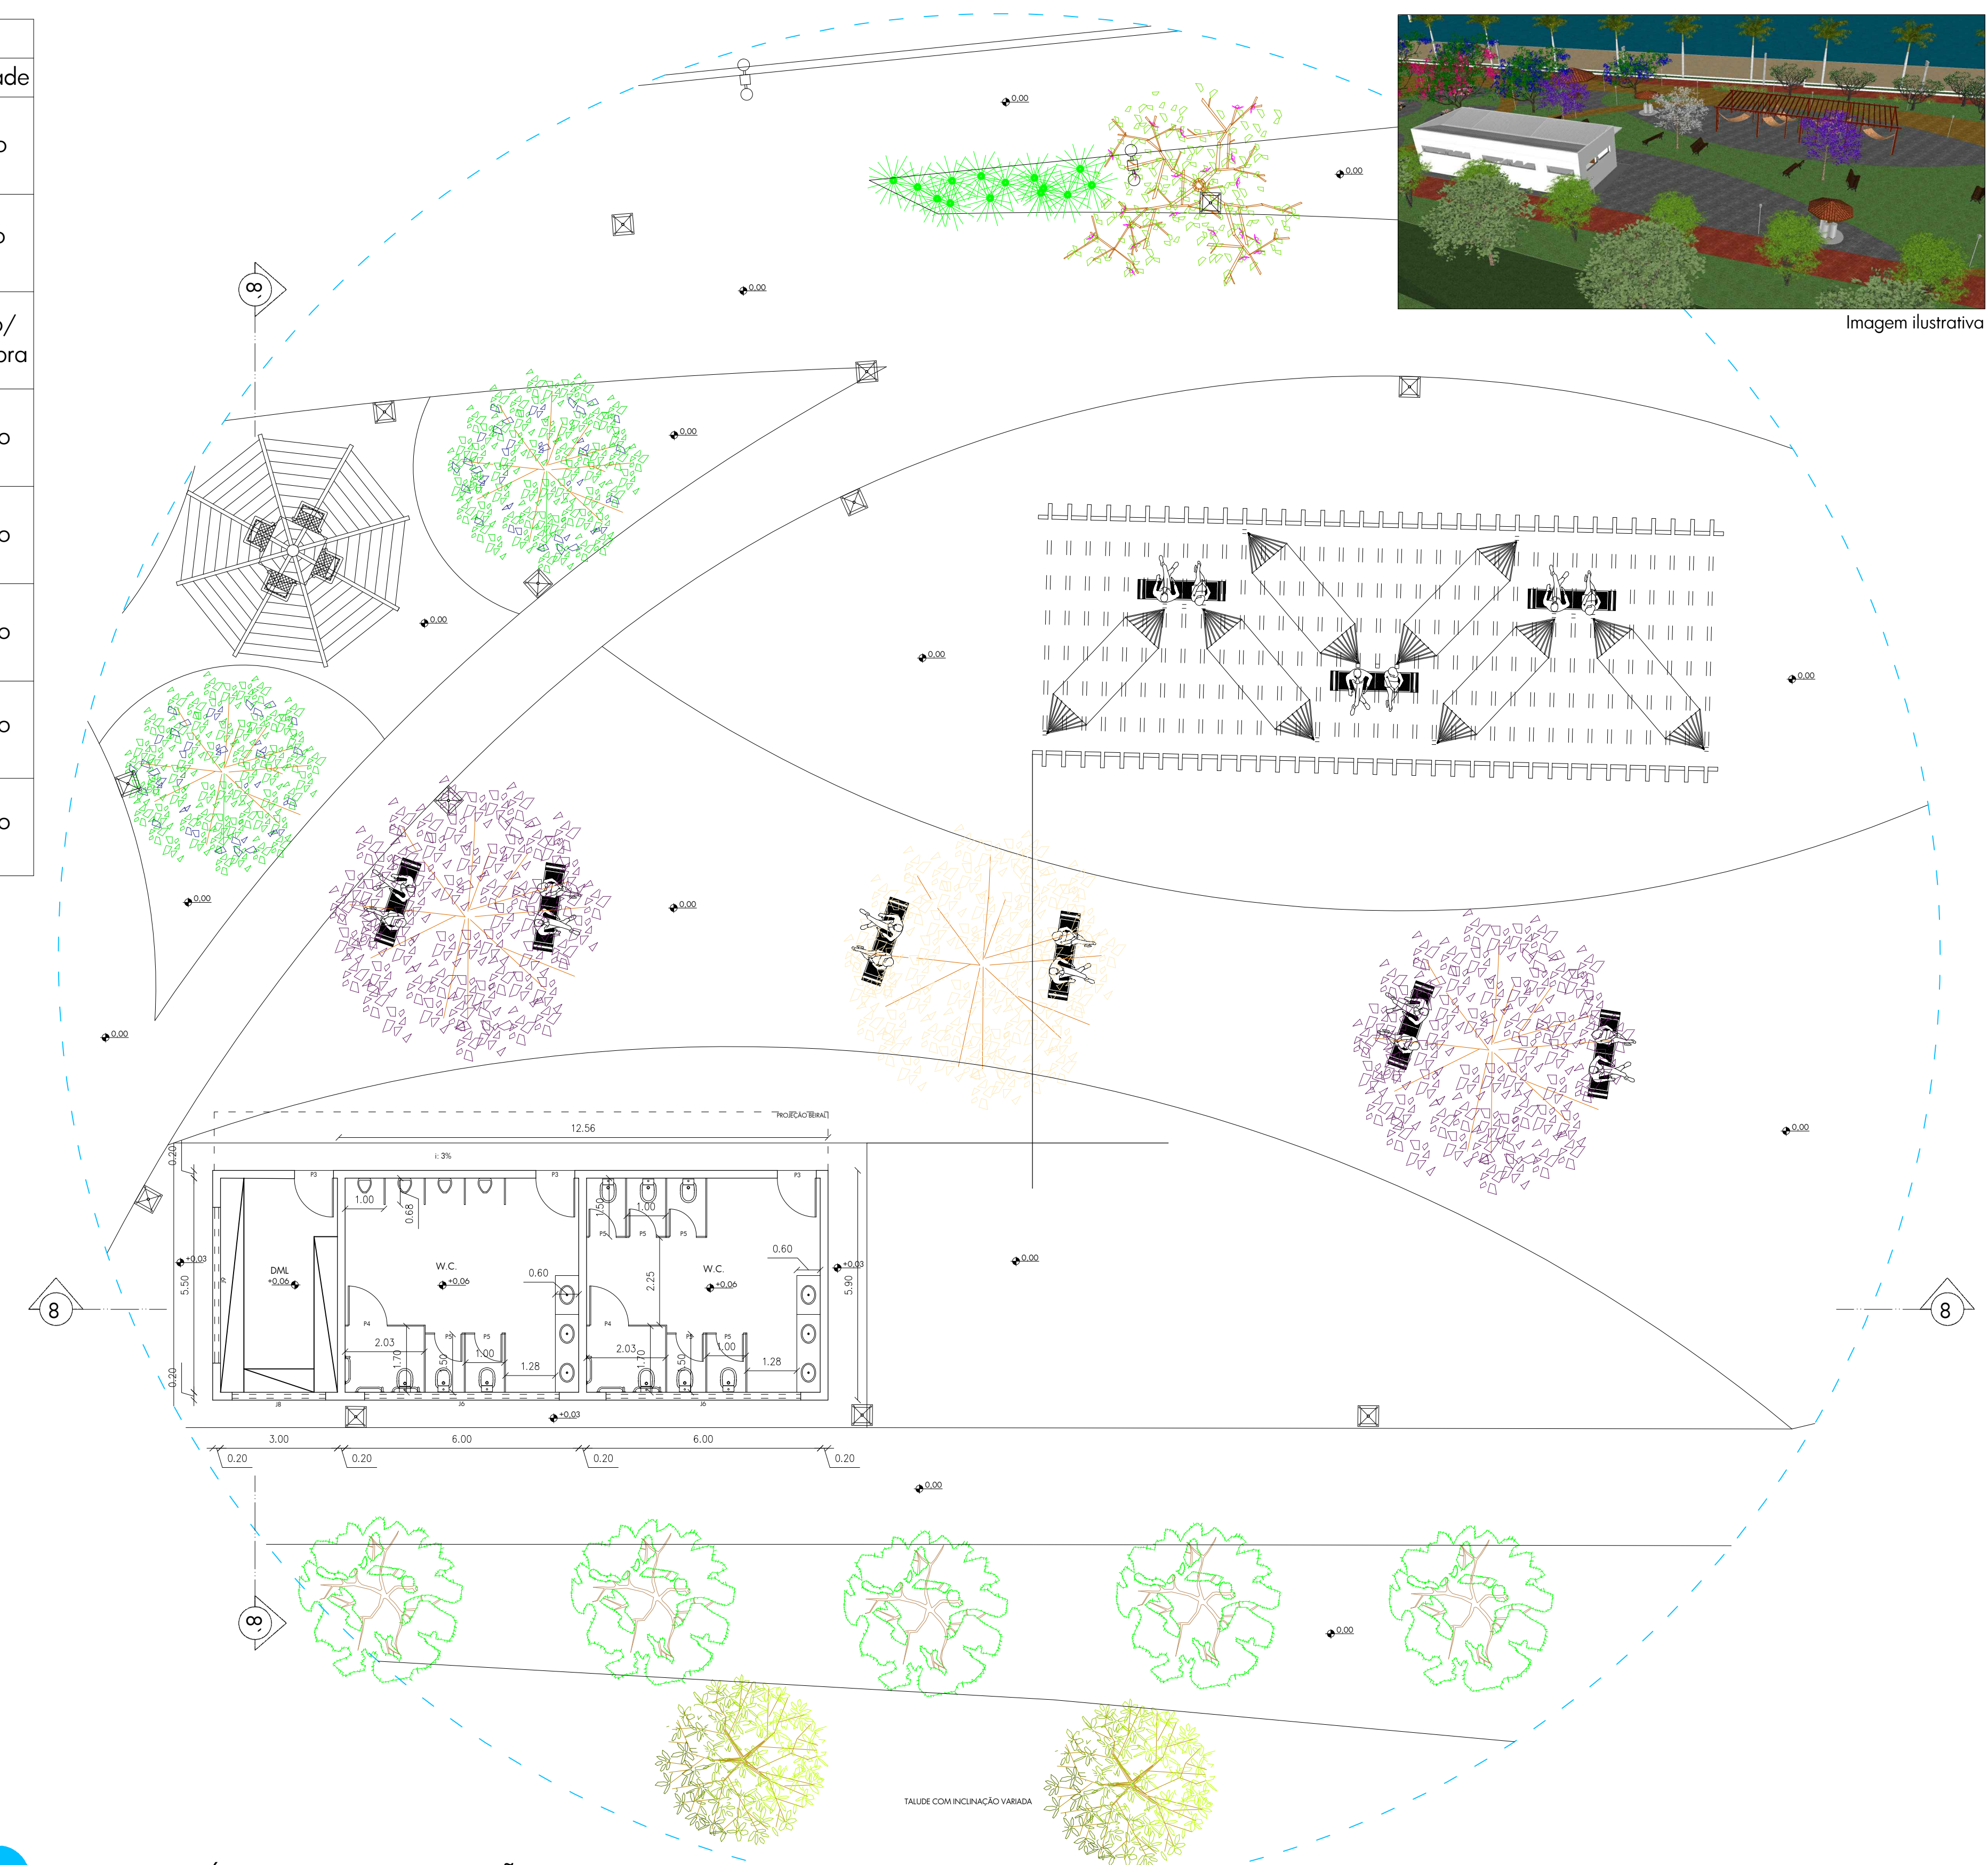 ade
o
o
o/
ora
o
o
o
o
o
Imagem ilustrativa
0,00
0,00
8'
0,00
0,00
0,00
0,00
0,00
0,00
0,00
0,00
0,00
PROJEÇÃO BEIRAL
12.56
i: 3%
0.20
P3
P3
P3
1.00
0.68
1.50
1.00
P5
P5
P5
+0,03
5.50
J9
DML
+0,06
W.C.
+0,06
0.60
2.25
W.C.
+0,06
0.60
+0,03
5.90
0,00
8
8
P4
2.03
1.70
P5
.50
P5
1.00
1.28
P4
2.03
1.70
P5
.50
P5
1.00
1.28
0.20
J8
J6
J6
+0,03
3.00
6.00
6.00
0.20
0.20
0.20
0.20
0,00
8'
0,00
TALUDE COM INCLINAÇÃO VARIADA